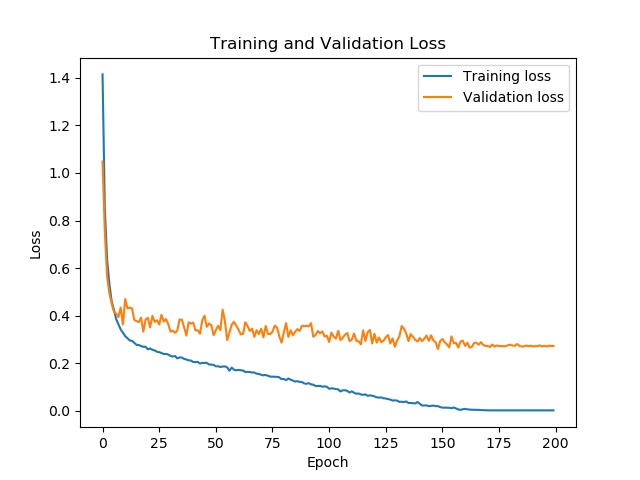 Training and Validation Loss
Training loss
Validation loss
Loss
1.4
1.2
1.0
0.8
0.6
0.4
0.2
0.0
0 25 50 75 100 125 150 175 200
Epoch